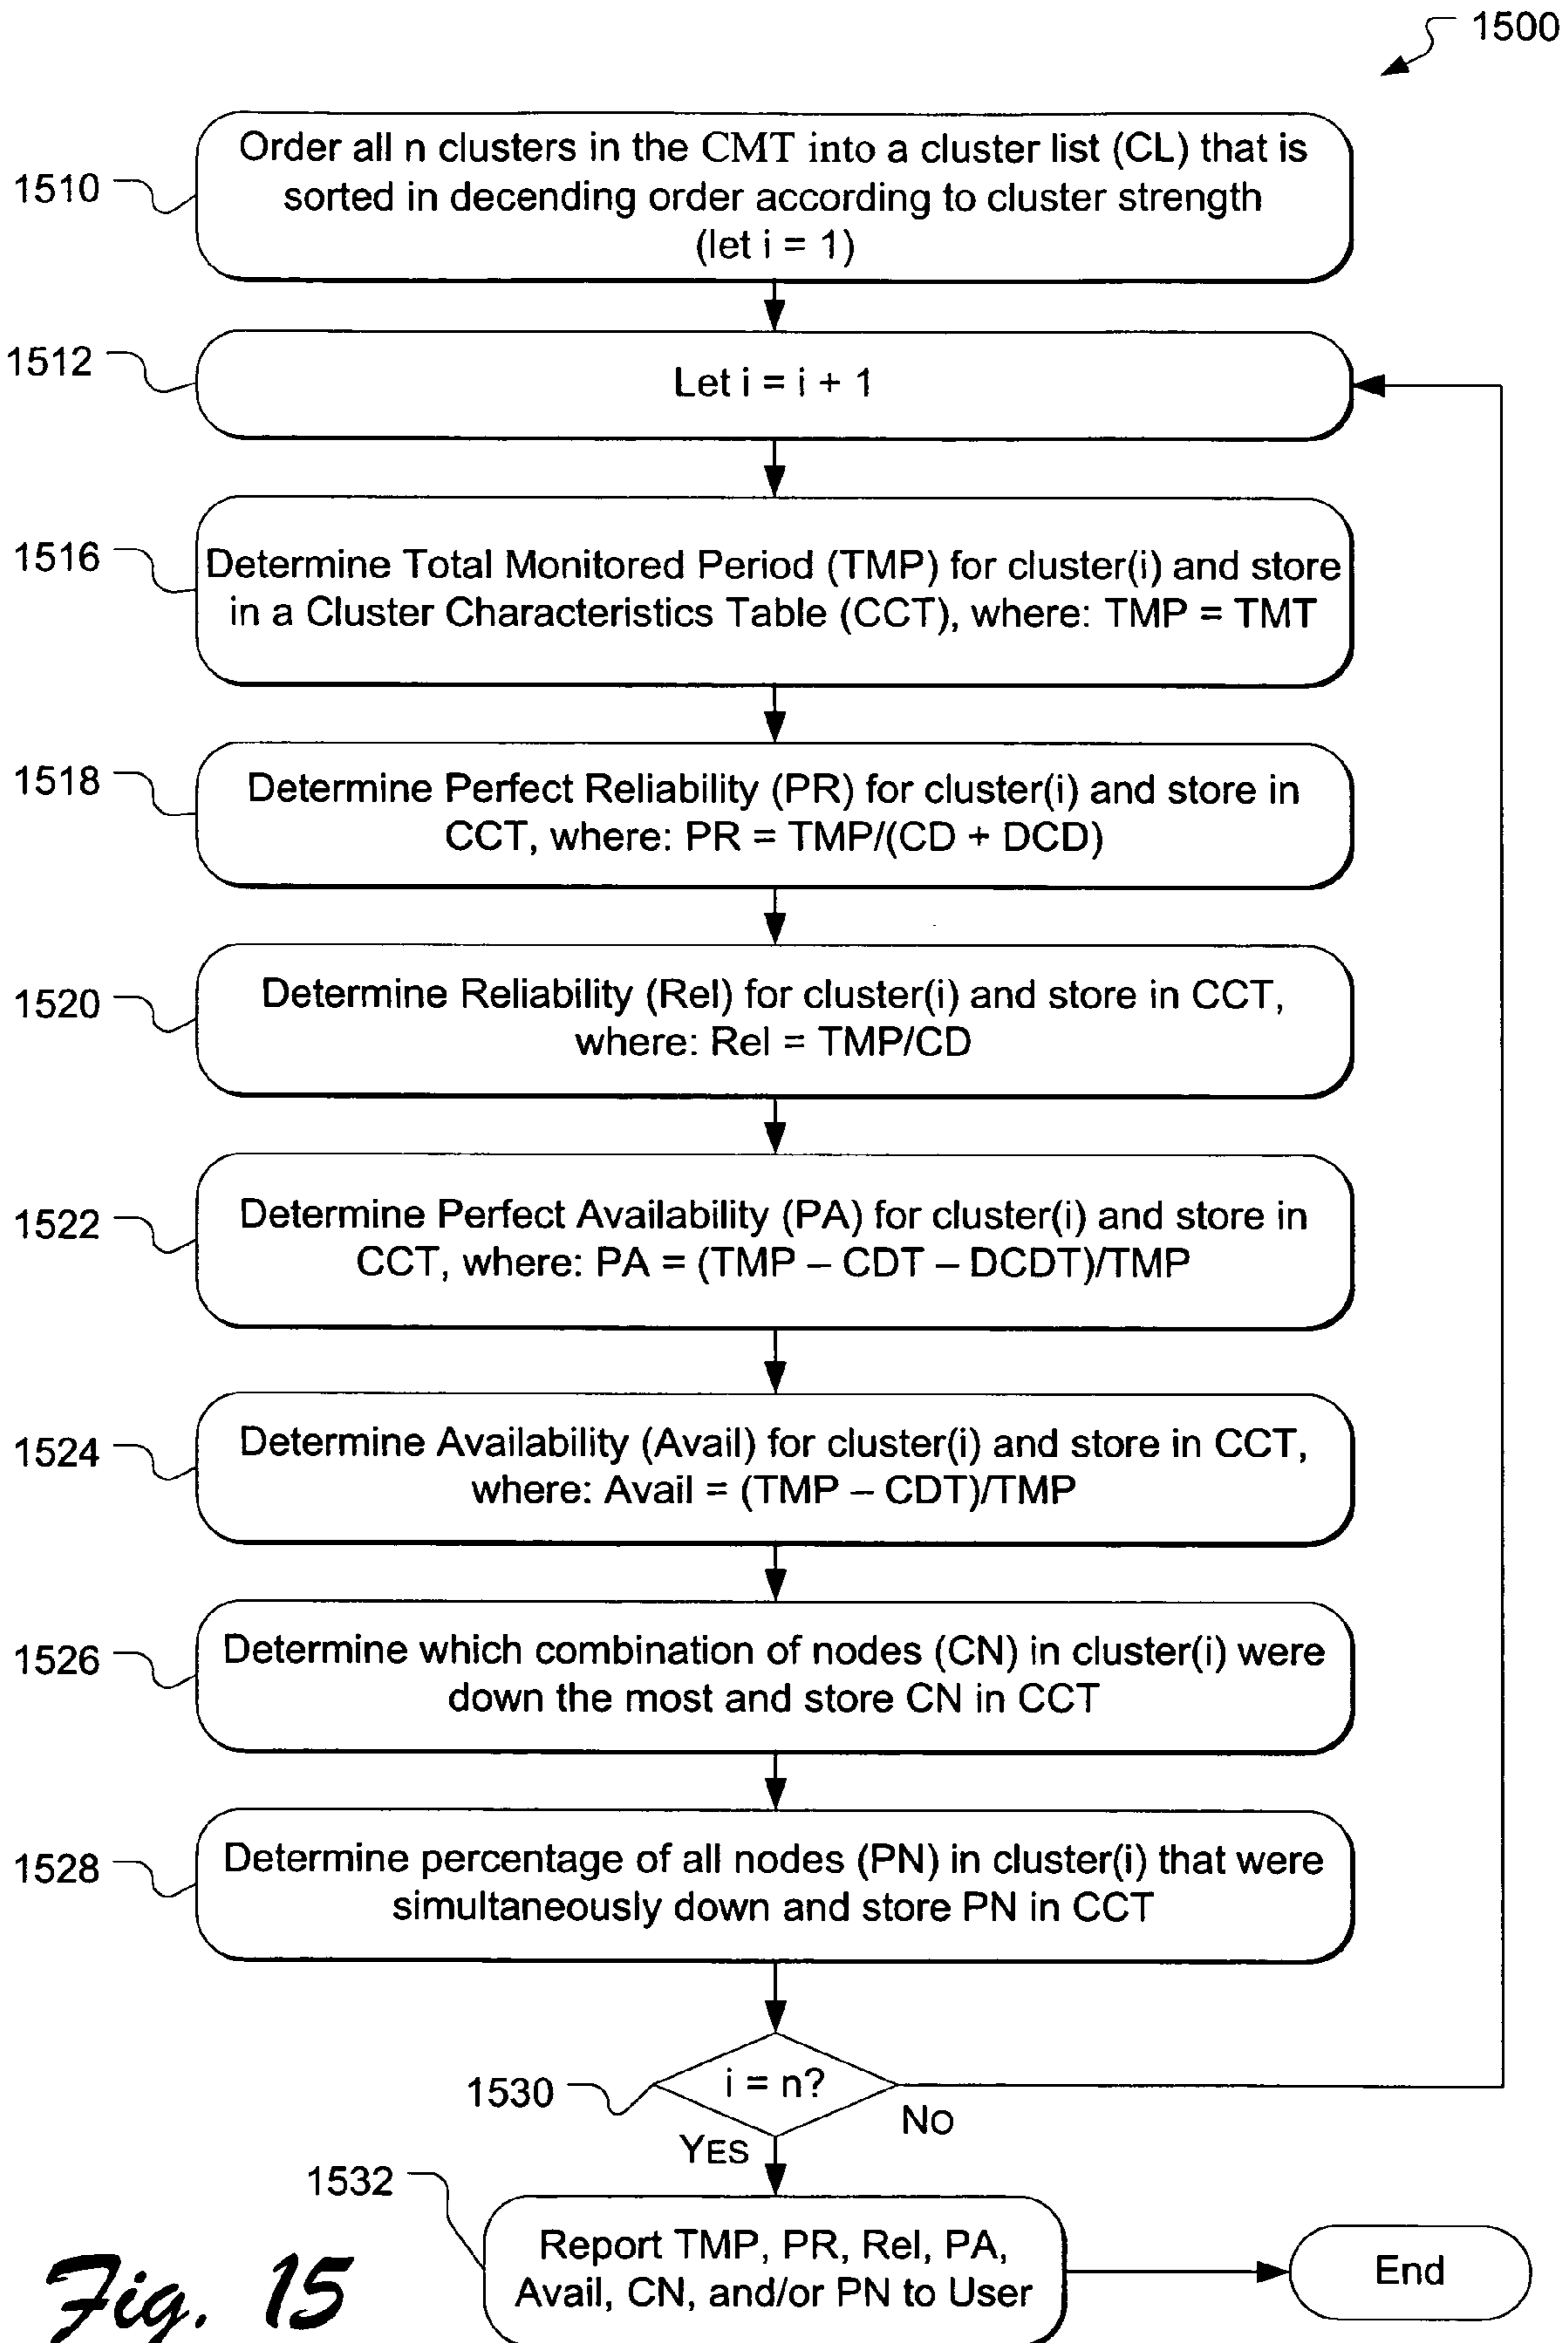 1500
1510
Order all n clusters in the CMT into a cluster list (CL) that is
sorted in decending order according to cluster strength
(let i = 1)
1512
Let i = i + 1
1516
Determine Total Monitored Period (TMP) for cluster(i) and store
in a Cluster Characteristics Table (CCT), where: TMP = TMT
1518
Determine Perfect Reliability (PR) for cluster(i) and store in
CCT, where: PR = TMP/(CD + DCD)
1520
Determine Reliability (Rel) for cluster(i) and store in CCT,
where: Rel = TMP/CD
1522
Determine Perfect Availability (PA) for cluster(i) and store in
CCT, where: PA = (TMP – CDT – DCDT)/TMP
1524
Determine Availability (Avail) for cluster(i) and store in CCT,
where: Avail = (TMP – CDT)/TMP
1526
Determine which combination of nodes (CN) in cluster(i) were
down the most and store CN in CCT
1528
Determine percentage of all nodes (PN) in cluster(i) that were
simultaneously down and store PN in CCT
1530
i = n?
NO
YES
1532
Report TMP, PR, Rel, PA,
Avail, CN, and/or PN to User
End
Fig. 15